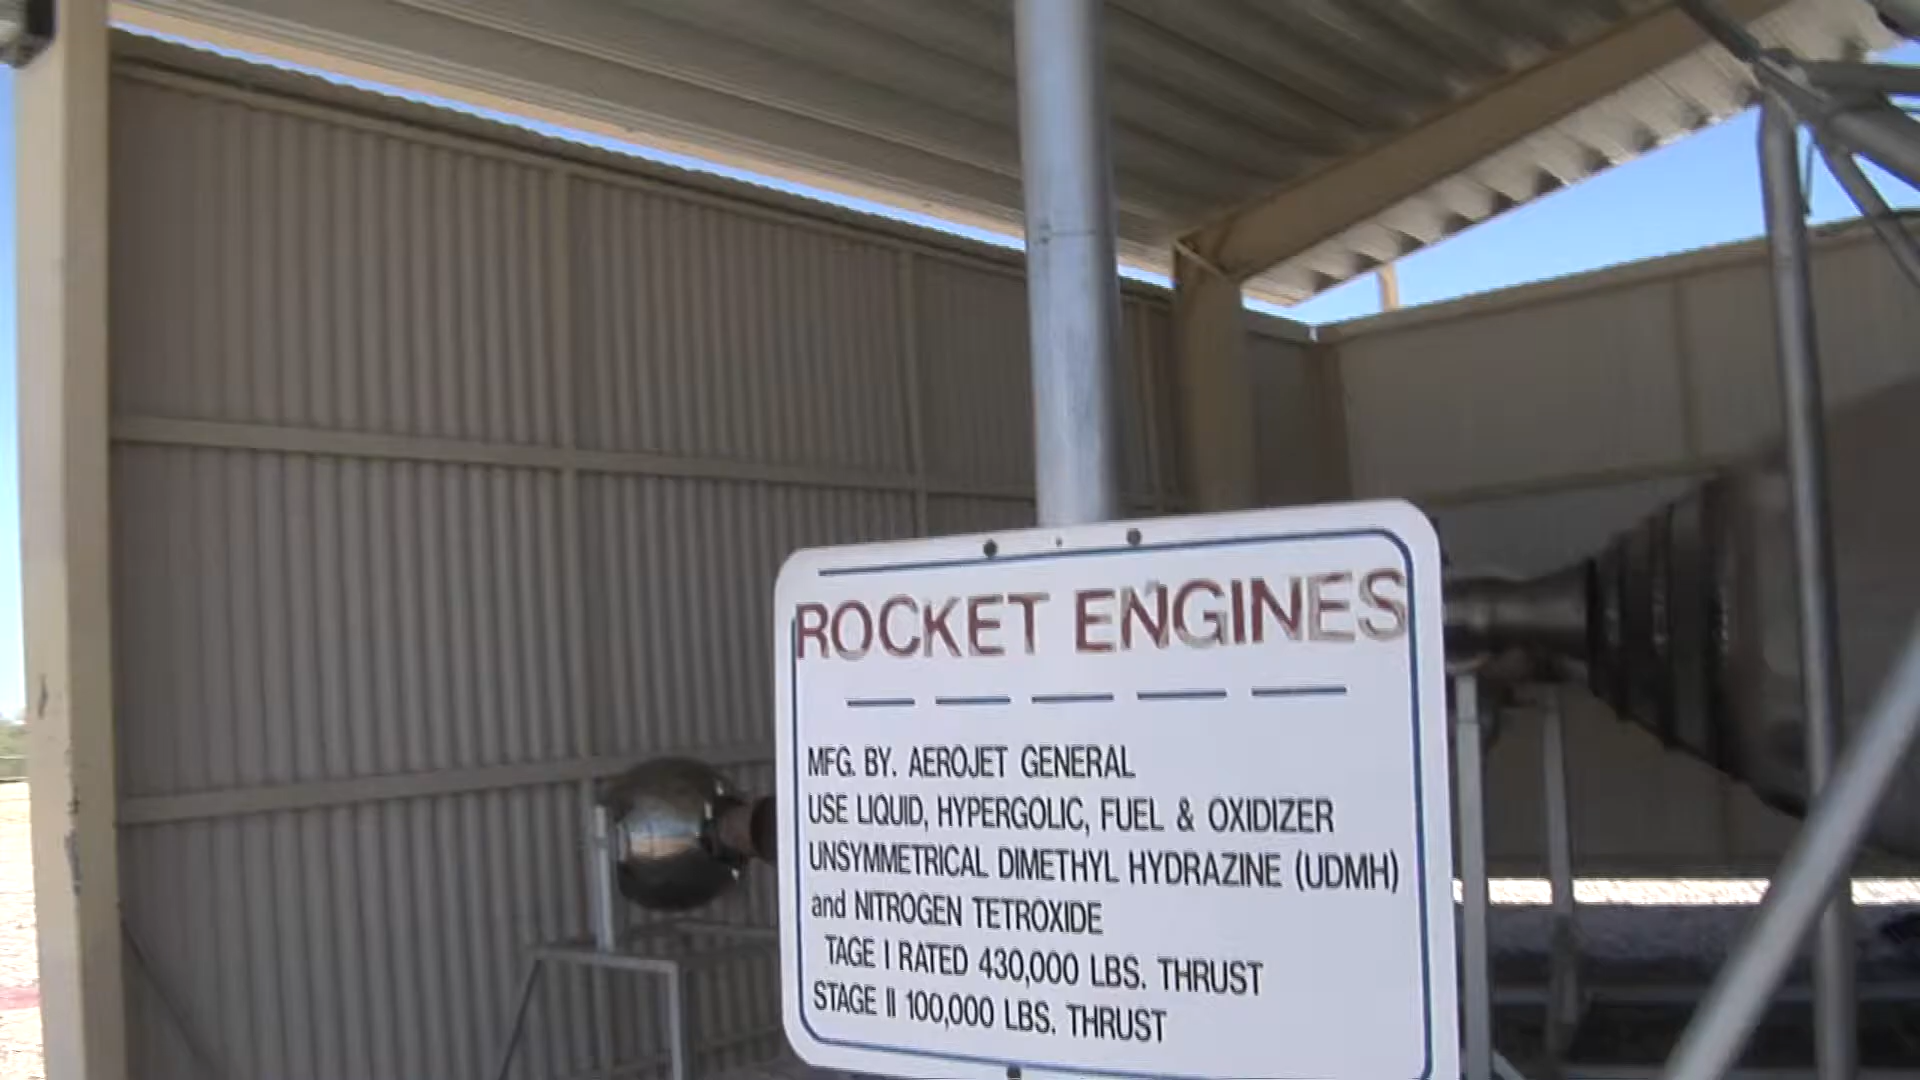 ROCKET ENGINES
MFG. BY. AEROJET GENERAL
USE LIQUID, HYPERGOLIC, FUEL & OXIDIZER
UNSYMMETRICAL DIMETHYL HYDRAZINE (UDMH)
and NITROGEN TETROXIDE
TAGE I RATED 430,000 LBS. THRUST
STAGE II 100,000 LBS. THRUST